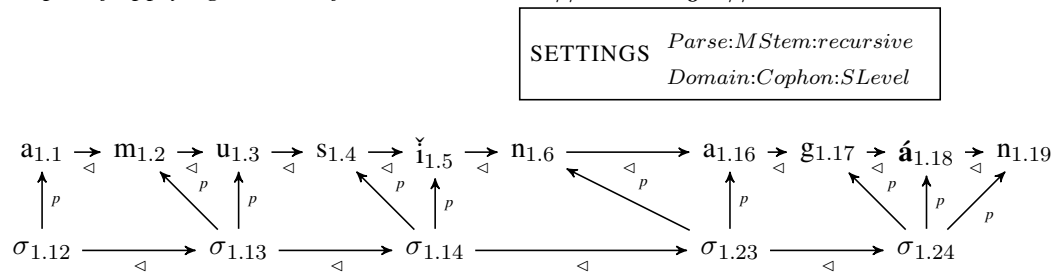 Parse:MStem:recursive
SETTINGS
Domain:Cophon:SLevel
a1.1 m1.2 u1.3 s1.4 ǐ1.5 n1.6 a1.16 g1.17 á1.18 n1.19
◁ ◁ ◁ ◁ ◁ ◁ ◁ ◁ ◁
p p p p p p p p p p
σ1.12 σ1.13 σ1.14 σ1.23 σ1.24
◁ ◁ ◁ ◁